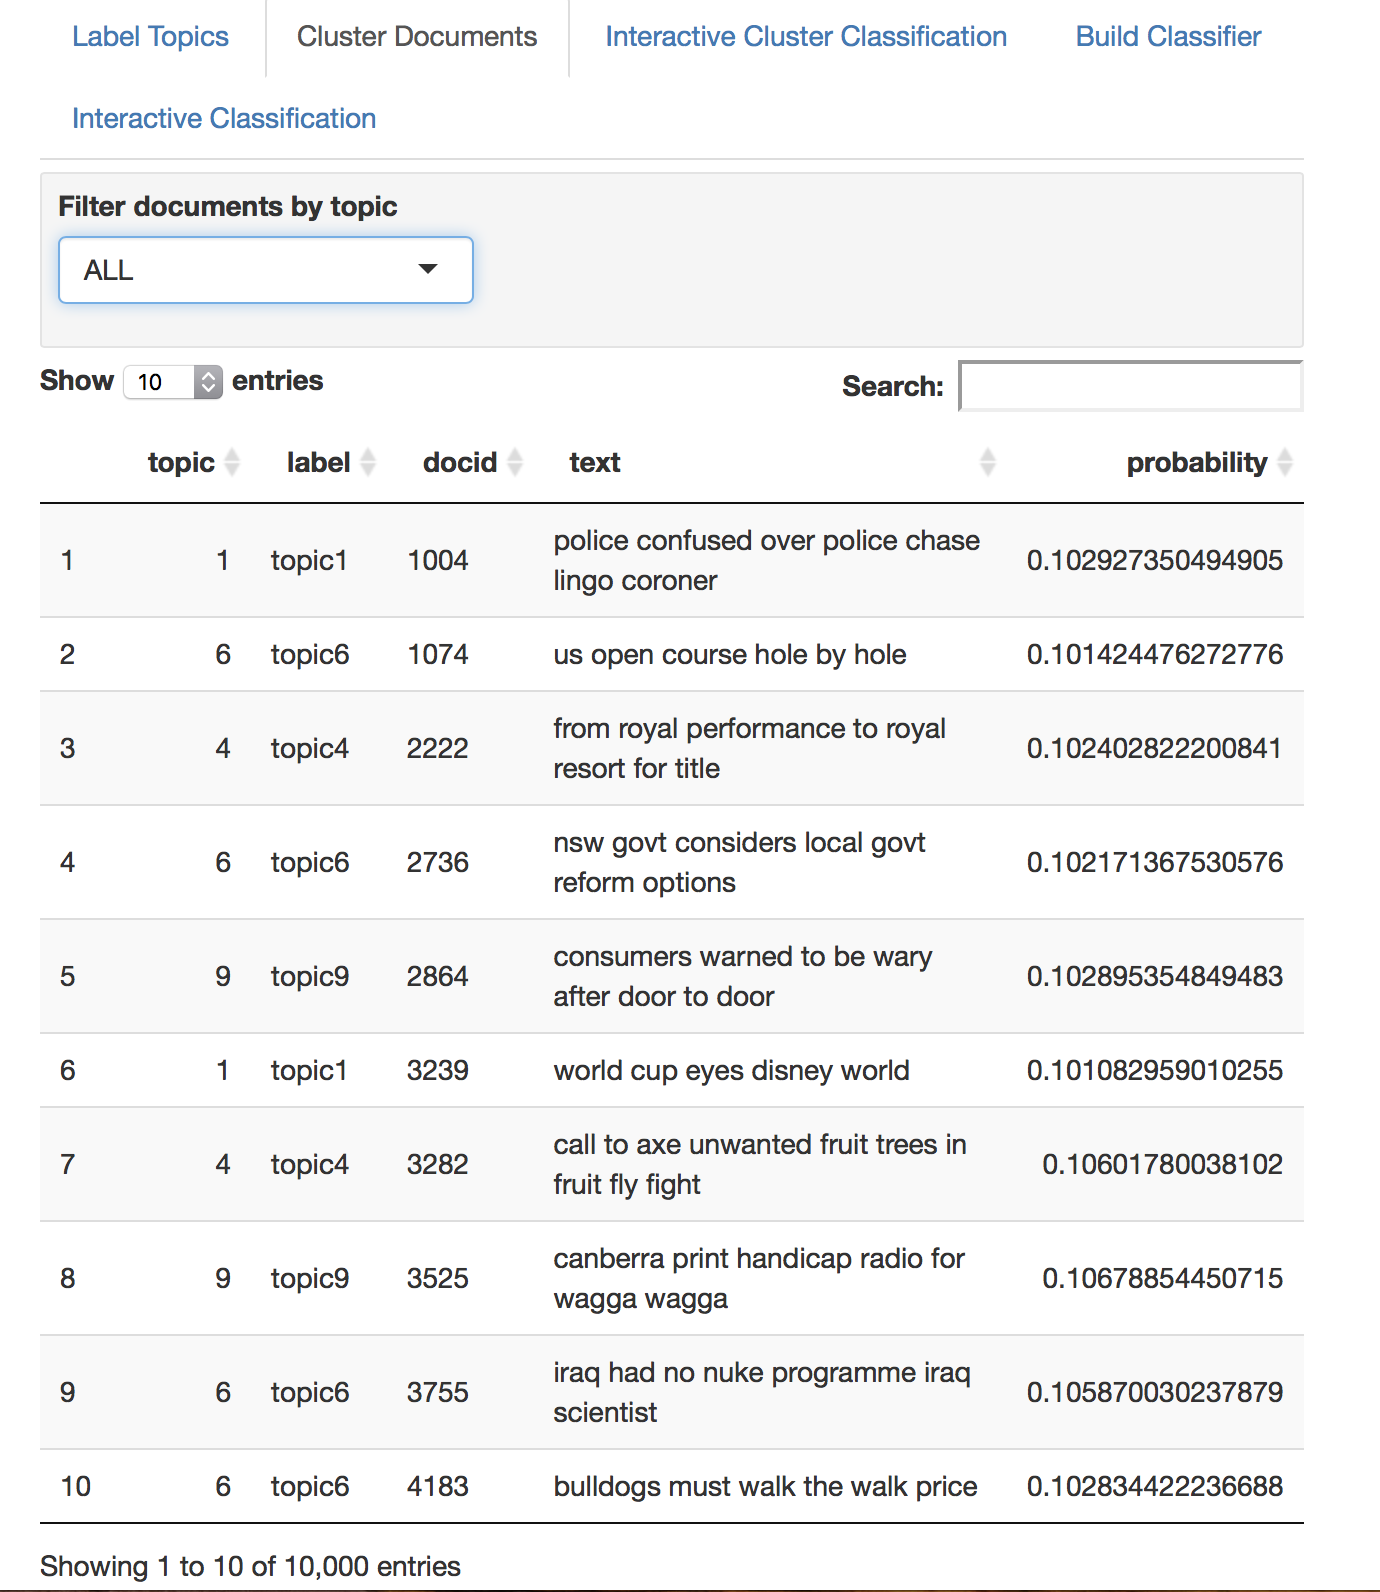 Label Topics Cluster Documents Interactive Cluster Classification Build Classifier
Interactive Classification
Filter documents by topic
ALL
Show 10 entries Search:
topic label docid text probability
1 1 topic1 1004 police confused over police chase lingo coroner 0.102927350494905
2 6 topic6 1074 us open course hole by hole 0.101424476272776
3 4 topic4 2222 from royal performance to royal resort for title 0.102402822200841
4 6 topic6 2736 nsw govt considers local govt reform options 0.102171367530576
5 9 topic9 2864 consumers warned to be wary after door to door 0.102895354849483
6 1 topic1 3239 world cup eyes disney world 0.101082959010255
7 4 topic4 3282 call to axe unwanted fruit trees in fruit fly fight 0.10601780038102
8 9 topic9 3525 canberra print handicap radio for wagga wagga 0.10678854450715
9 6 topic6 3755 iraq had no nuke programme iraq scientist 0.105870030237879
10 6 topic6 4183 bulldogs must walk the walk price 0.102834422236688
Showing 1 to 10 of 10,000 entries